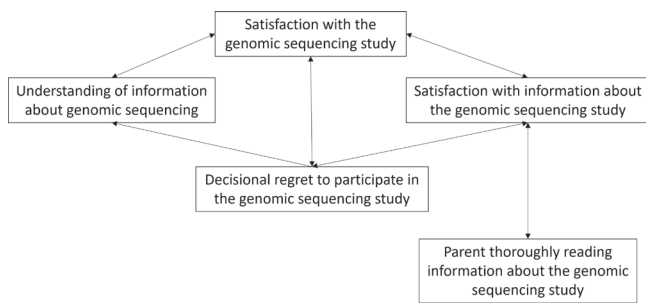 Satisfaction with the
genomic sequencing study
Understanding of information
about genomic sequencing
Satisfaction with information about
the genomic sequencing study
Decisional regret to participate in
the genomic sequencing study
Parent thoroughly reading
information about the genomic
sequencing study